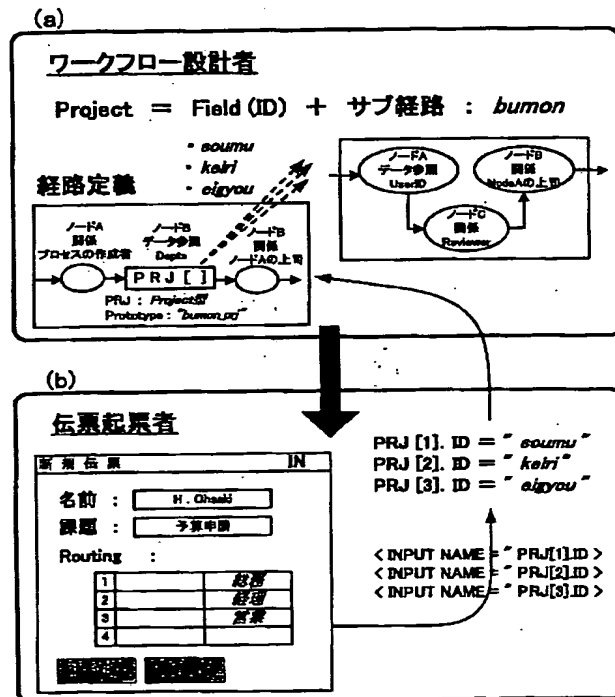 (a)
ワークフロー設計者
Project = Field (ID) + サブ経路 : bumon
・soumu
・keiri
・eigyou
経路定義
ノードA
関係
プロセスの作成者
ノードB
データ参照
Depts
ノードB
関係
ノードAの上司
PRJ [ ]
PRJ : Project型
Prototype : "bumon_prj"
ノードA
データ参照
UserID
ノードB
関係
NodeAの上司
ノードC
関係
Reviewer
(b)
伝票起票者
新規伝票 IN
名前 : H . Ohsaki
課題 : 予算申請
Routing :
1 総務
2 経理
3 営業
4
PRJ [1]. ID = " soumu "
PRJ [2]. ID = " keiri "
PRJ [3]. ID = " eigyou "
< INPUT NAME = " PRJ[1].ID >
< INPUT NAME = " PRJ[2].ID >
< INPUT NAME = " PRJ[3].ID >